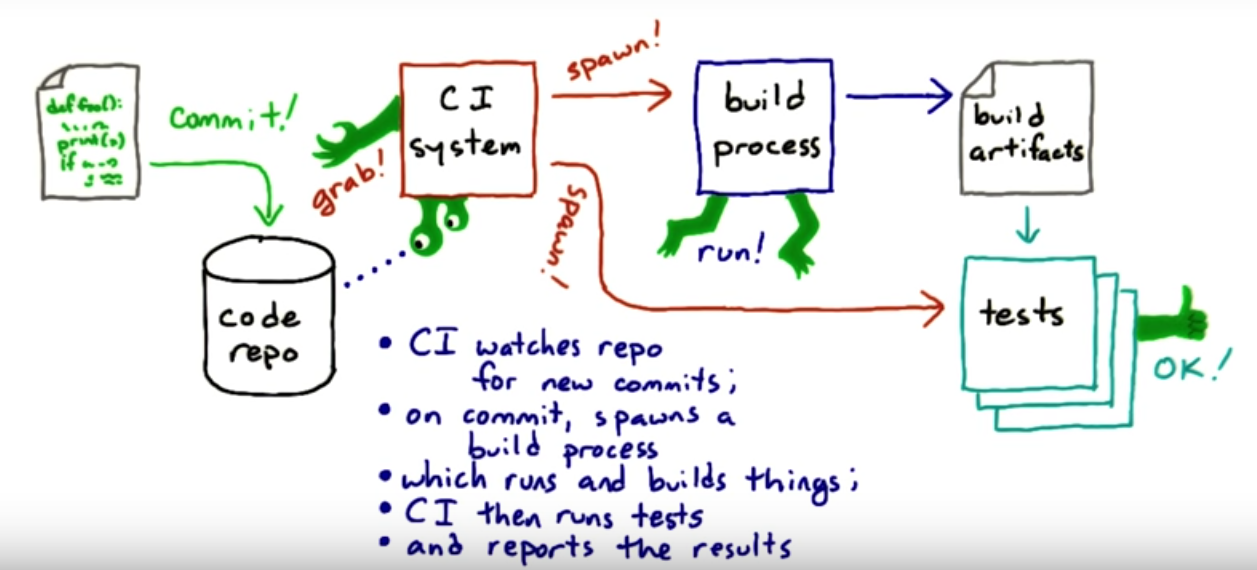 def foo():
print(s)
if
Commit!
grab!
CI
system
spawn!
spawn!
build
process
run!
build
artifacts
code
repo
tests
OK!
• CI watches repo
for new commits;
• on commit, spawns a
build process
• which runs and builds things;
• CI then runs tests
• and reports the results